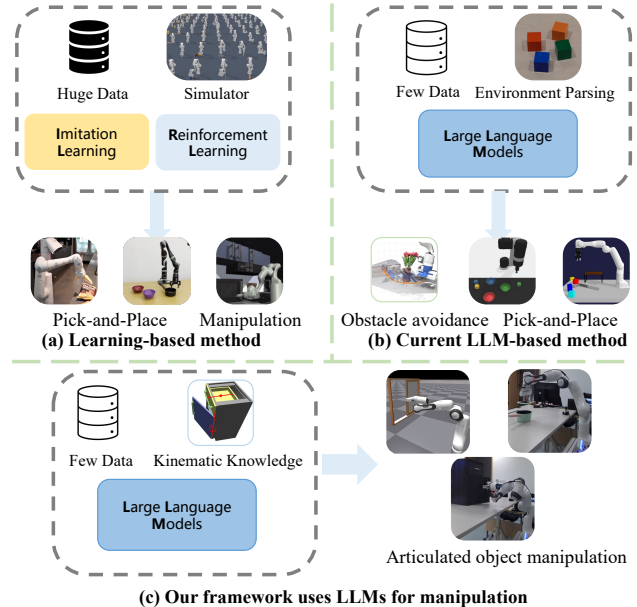 Huge Data
Simulator
Imitation
Learning
Reinforcement
Learning
Pick-and-Place
Manipulation
(a) Learning-based method
Few Data
Environment Parsing
Large Language
Models
Obstacle avoidance
Pick-and-Place
(b) Current LLM-based method
Few Data
Kinematic Knowledge
Large Language
Models
Articulated object manipulation
(c) Our framework uses LLMs for manipulation